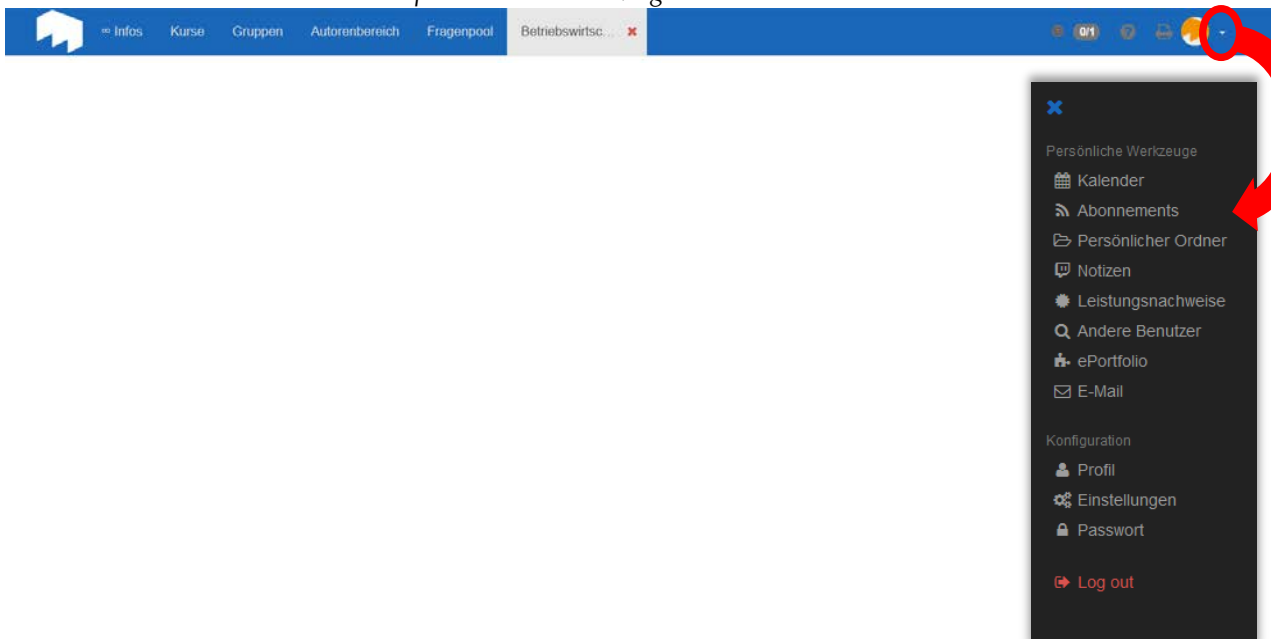 ∞ Infos Kurse Gruppen Autorenbereich Fragenpool Betriebswirtsc... 0/1
Persönliche Werkzeuge
Kalender
Abonnements
Persönlicher Ordner
Notizen
Leistungsnachweise
Andere Benutzer
ePortfolio
E-Mail
Konfiguration
Profil
Einstellungen
Passwort
Log out